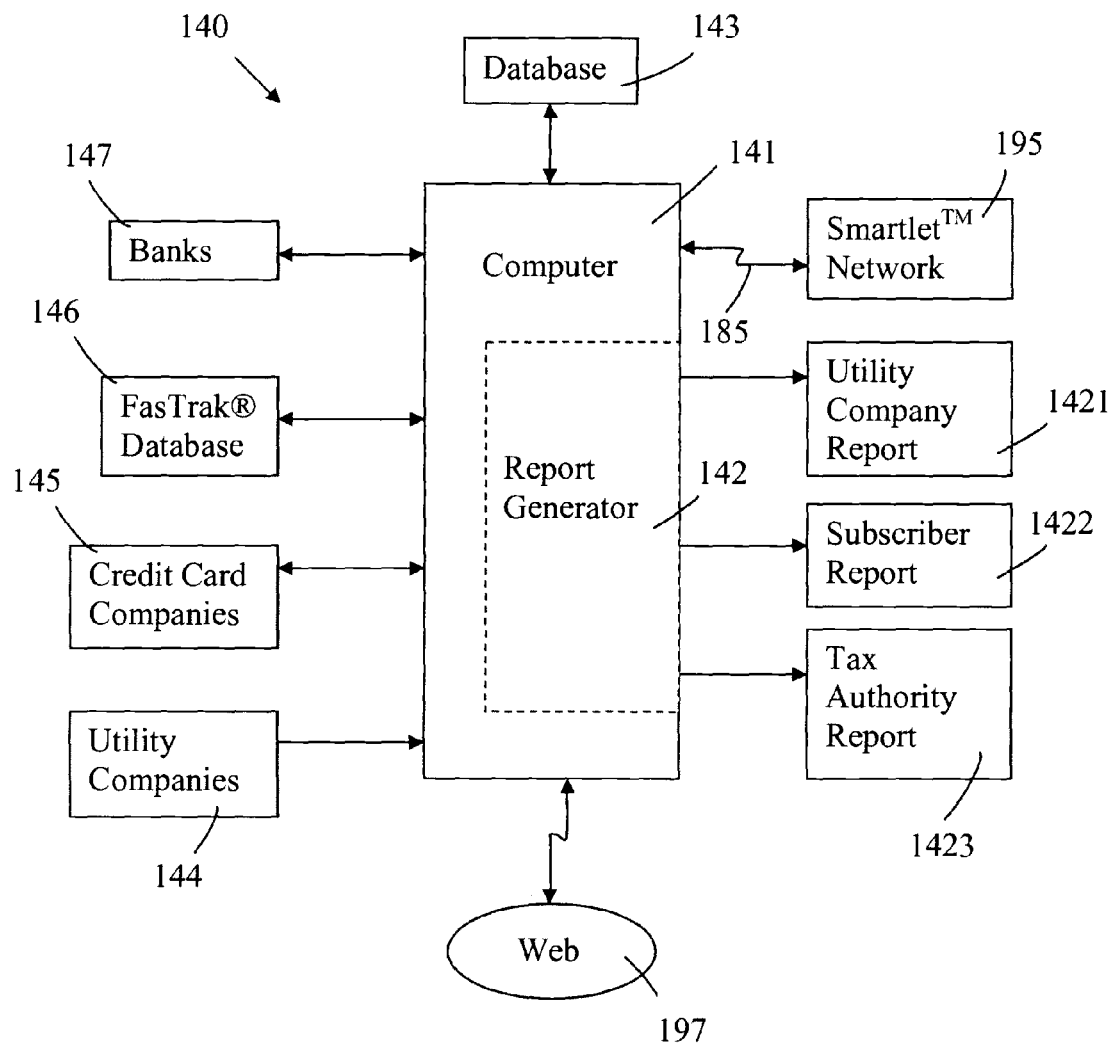 140
143
Database
147
141
195
Banks
Computer
Smartlet™
Network
185
146
FasTrak®
Database
Utility
Company
Report
1421
145
Report
Generator
142
Credit Card
Companies
Subscriber
Report
1422
Utility
Companies
144
Tax
Authority
Report
1423
Web
197